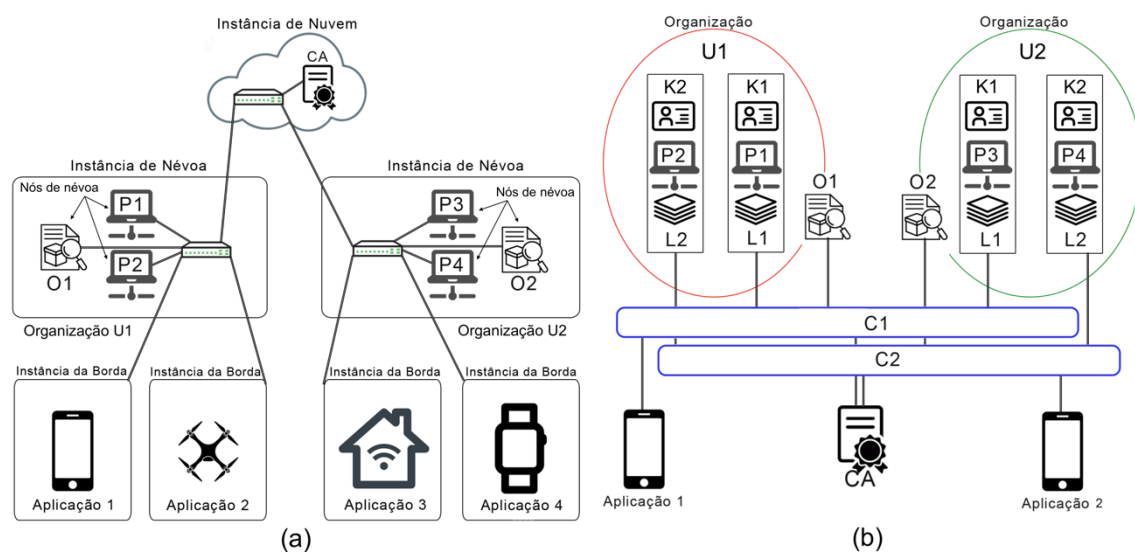 Instância de Nuvem
CA
Instância de Névoa
Nós de névoa
P1
P2
O1
Organização U1
Instância de Névoa
Nós de névoa
P3
P4
O2
Organização U2
Instância da Borda
Aplicação 1
Instância da Borda
Aplicação 2
Instância da Borda
Aplicação 3
Instância da Borda
Aplicação 4
(a)
Organização
U1
K2
P2
L2
K1
P1
L1
O1
Organização
U2
O2
K1
P3
L1
K2
P4
L2
C1
C2
Aplicação 1
CA
Aplicação 2
(b)